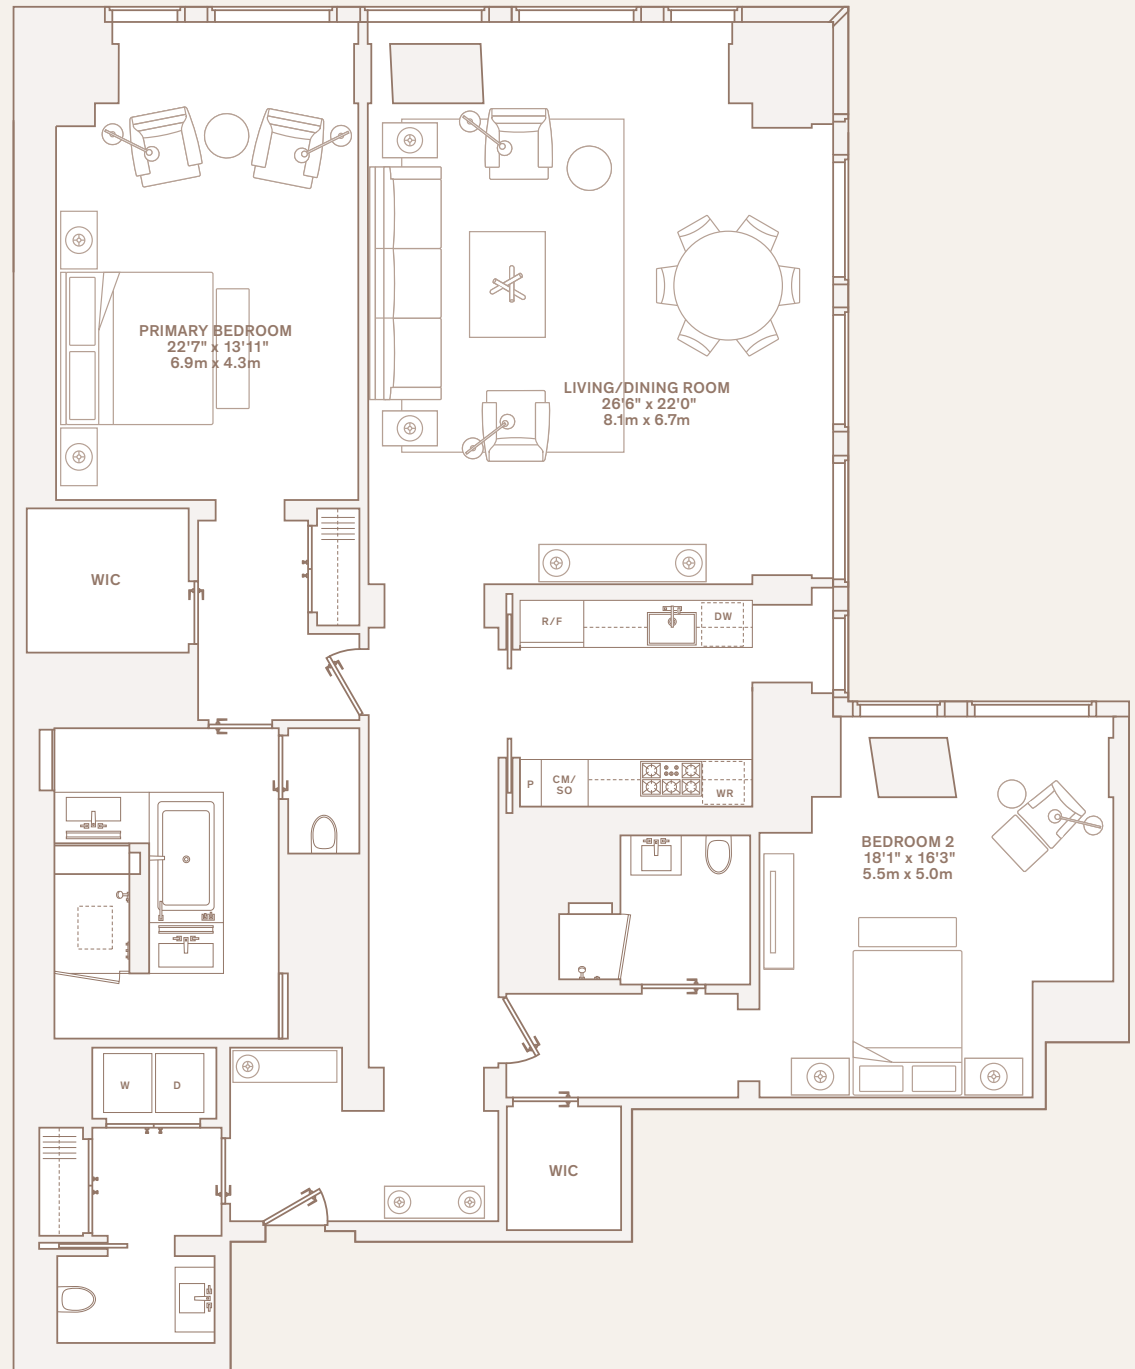 PRIMARY BEDROOM
22'7" x 13'11"
6.9m x 4.3m
LIVING/DINING ROOM
26'6" x 22'0"
8.1m x 6.7m
WIC
R/F
DW
P
CM/
SO
WR
BEDROOM 2
18'1" x 16'3"
5.5m x 5.0m
W
D
WIC